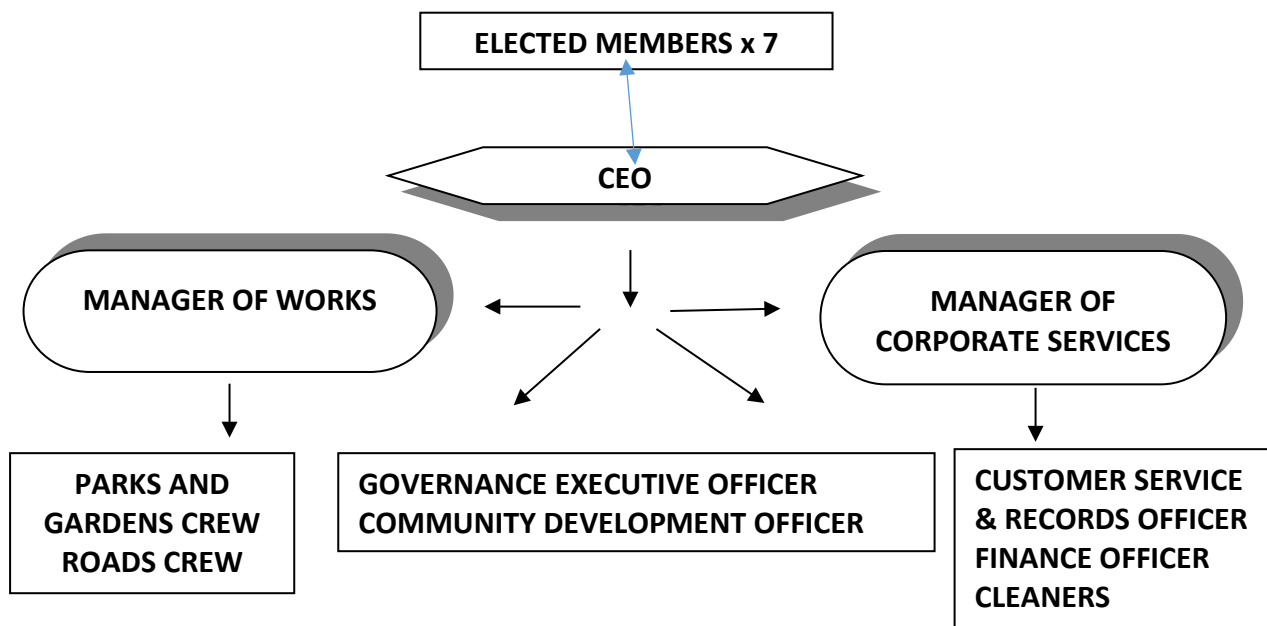 ELECTED MEMBERS x 7
CEO
MANAGER OF WORKS
MANAGER OF
CORPORATE SERVICES
PARKS AND
GARDENS CREW
ROADS CREW
GOVERNANCE EXECUTIVE OFFICER
COMMUNITY DEVELOPMENT OFFICER
CUSTOMER SERVICE
& RECORDS OFFICER
FINANCE OFFICER
CLEANERS